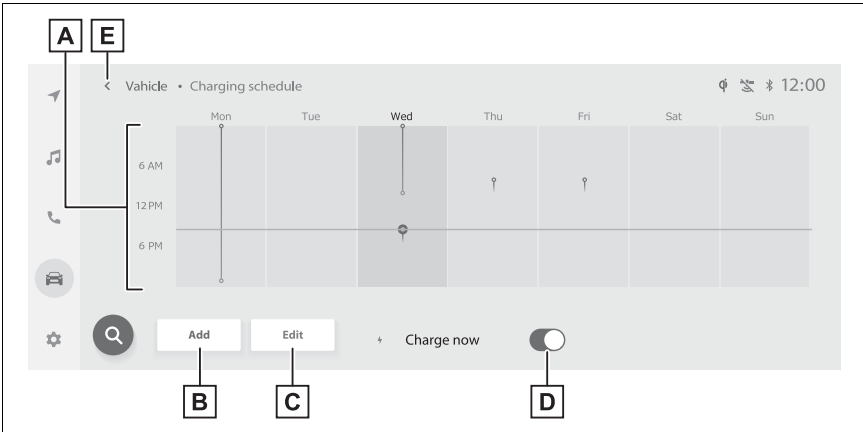 A E
< Vahicle • Charging schedule 12:00
Mon Tue Wed Thu Fri Sat Sun
6 AM
12 PM
6 PM
Add Edit Charge now
B C D